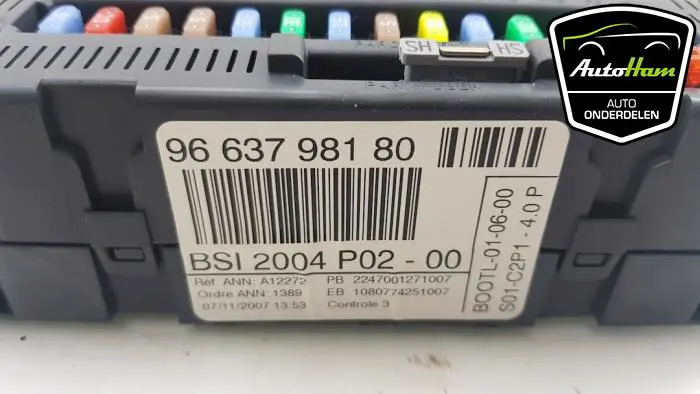 SH HS
96 637 981 80
BSI 2004 P02 - 00
Réf. ANN: A12272 PB 2247001271007
Ordre ANN: 1389 EB 1080774251007
07/11/2007 13:53 Controle 3
BOOTL-01-06-00
S01-C2P1 - 4.0 P
AutoHam
AUTO
ONDERDELEN